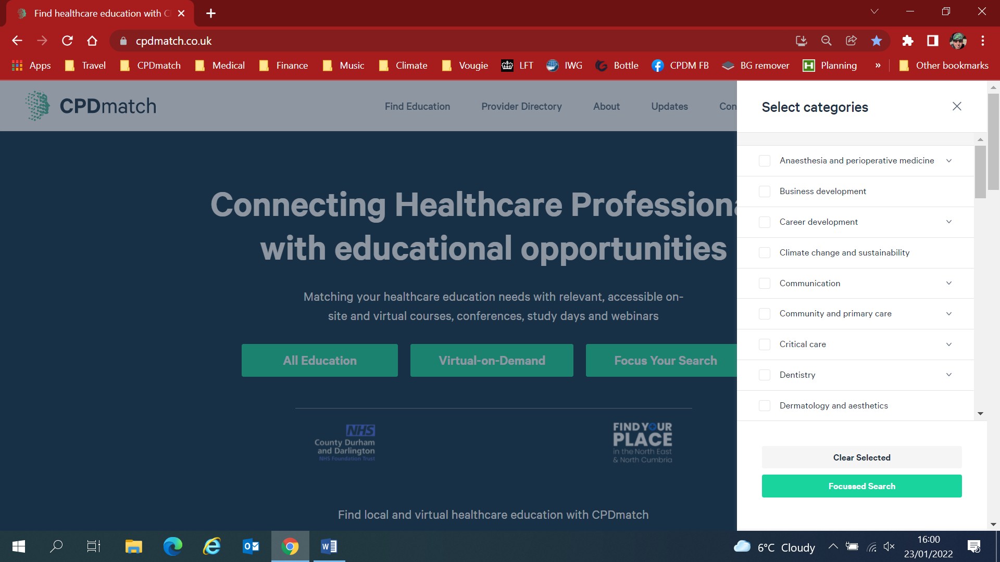 Find healthcare education with C
cpdmatch.co.uk
Apps Travel CPDmatch Medical Finance Music Climate Vougie LFT IWG Bottle CPDM FB BG remover Planning » Other bookmarks
CPDmatch
Find Education Provider Directory About Updates Con
Connecting Healthcare Professiona
with educational opportunities
Matching your healthcare education needs with relevant, accessible on-
site and virtual courses, conferences, study days and webinars
All Education Virtual-on-Demand Focus Your Search
NHS
County Durham
and Darlington
NHS Foundation Trust
FIND YOUR
PLACE
in the North East
& North Cumbria
Find local and virtual healthcare education with CPDmatch
Select categories
Anaesthesia and perioperative medicine
Business development
Career development
Climate change and sustainability
Communication
Community and primary care
Critical care
Dentistry
Dermatology and aesthetics
Clear Selected
Focussed Search
6°C Cloudy
16:00
23/01/2022